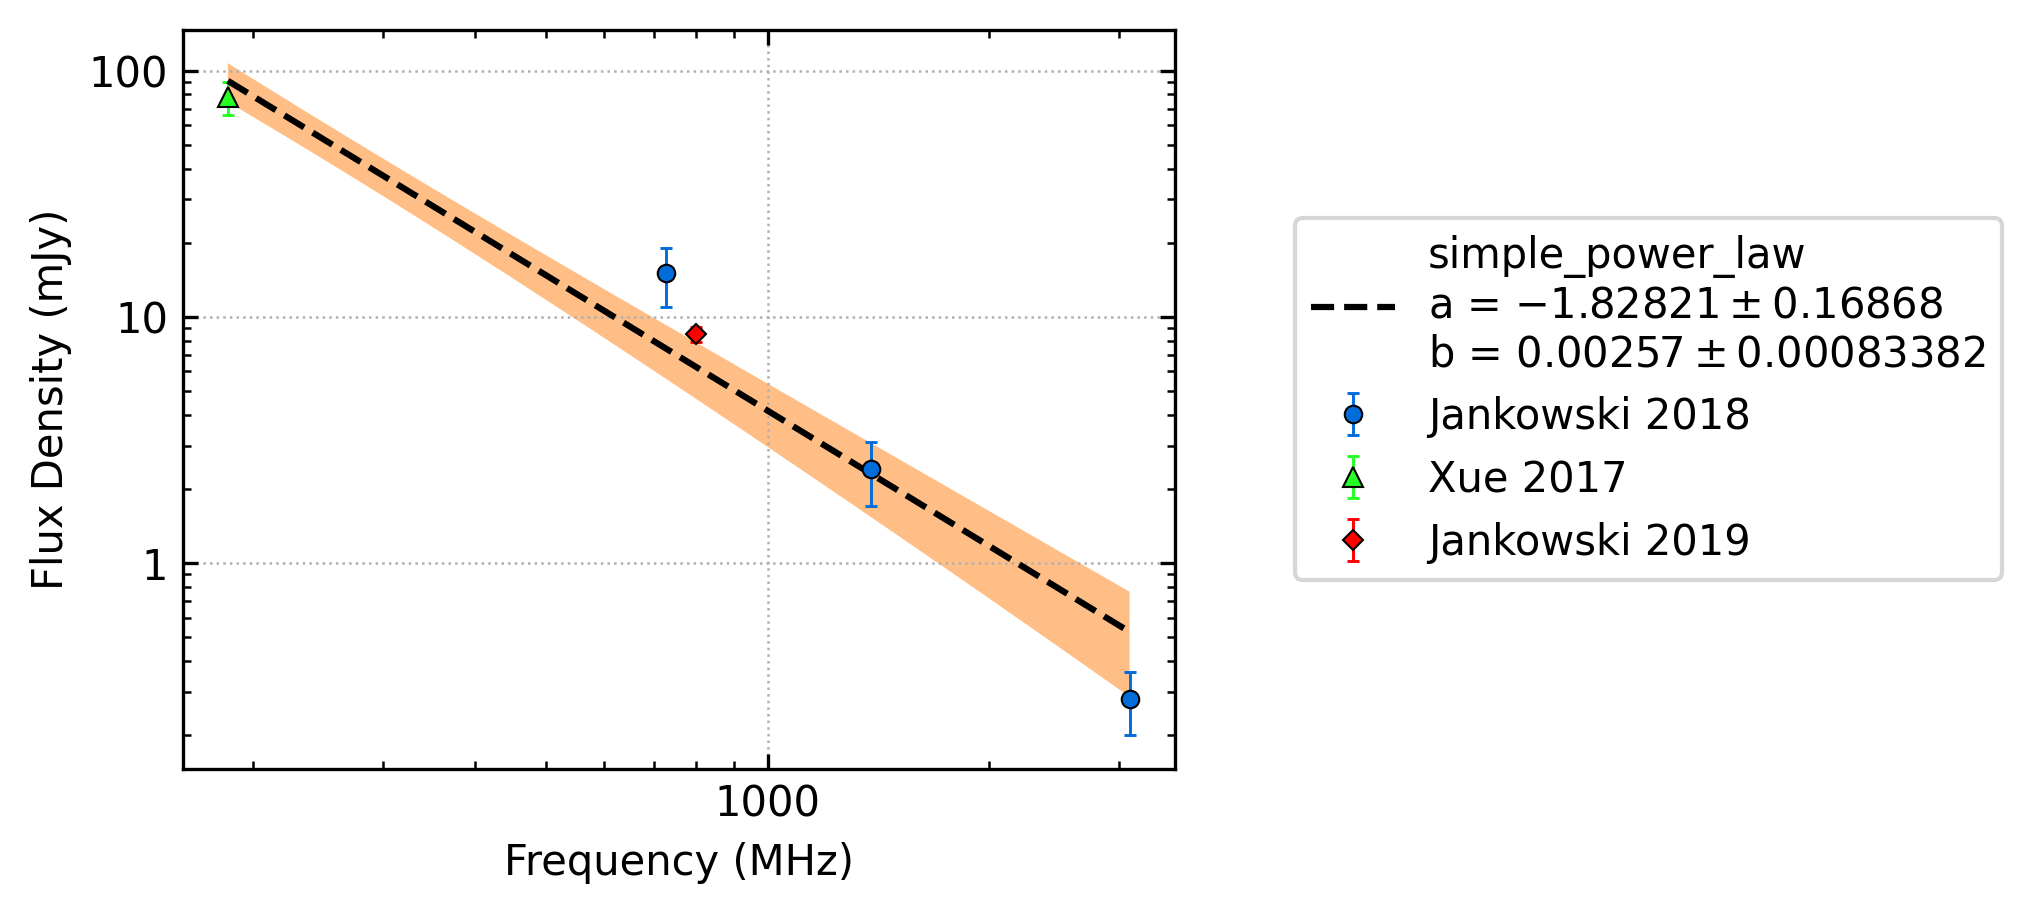 100
10
1
Flux Density (mJy)
1000
Frequency (MHz)
simple_power_law
a = −1.82821 ± 0.16868
b = 0.00257 ± 0.00083382
Jankowski 2018
Xue 2017
Jankowski 2019